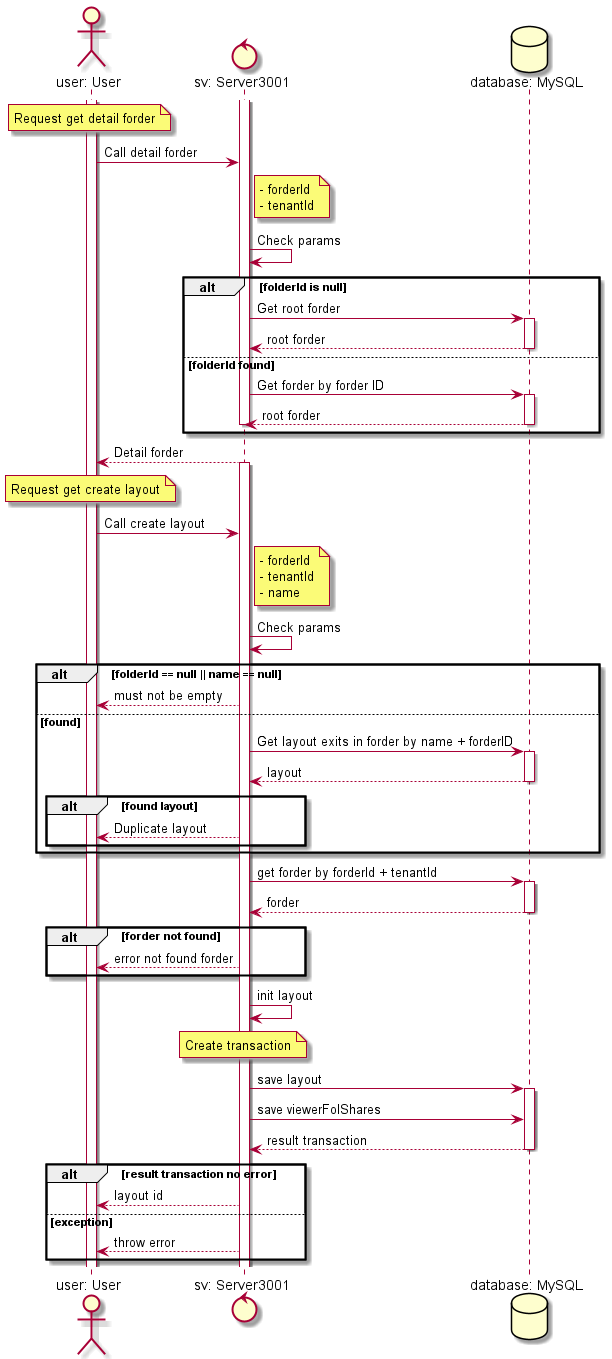 user: User
sv: Server3001
database: MySQL
Request get detail forder
Call detail forder
- forderId
- tenantId
Check params
alt
[folderId is null]
Get root forder
root forder
[folderId found]
Get forder by forder ID
root forder
Detail forder
Request get create layout
Call create layout
- forderId
- tenantId
- name
Check params
alt
[folderId == null || name == null]
must not be empty
[found]
Get layout exits in forder by name + forderID
layout
alt
[found layout]
Duplicate layout
get forder by forderId + tenantId
forder
alt
[forder not found]
error not found forder
init layout
Create transaction
save layout
save viewerFolShares
result transaction
alt
[result transaction no error]
layout id
[exception]
throw error
user: User
sv: Server3001
database: MySQL